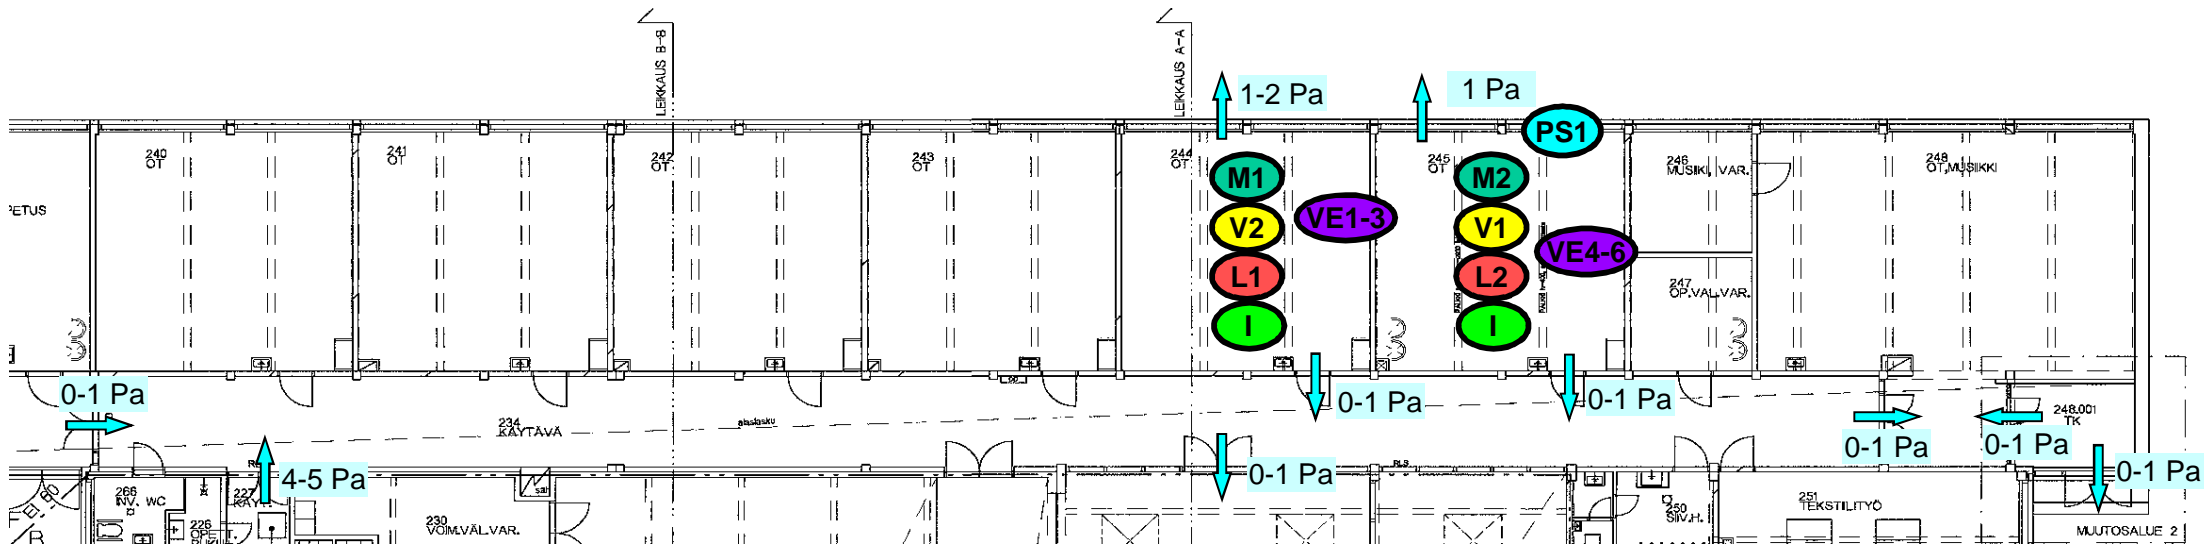 LEIKKAUS B-B
LEIKKAUS A-A
1-2 Pa
1 Pa
PS1
240
OT
241
OT
242
OT
243
OT
244
OT
245
OT
246
MUSIIKI, VAR.
248
OT,MUSIIKKI
PETUS
M1
M2
VE1-3
V2
V1
VE4-6
L1
L2
247
OP.VAL.VAR.
I
I
0-1 Pa
0-1 Pa
0-1 Pa
234
KÄYTÄVÄ
alaslasku
248.001
TK
0-1 Pa
0-1 Pa
4-5 Pa
0-1 Pa
0-1 Pa
266
INV. WC
227
KÄYT.
226
OPE
230
VOIM.VÄL.VAR.
250
SIIV.H.
251
TEKSTIILITYÖ
MUUTOSALUE 2